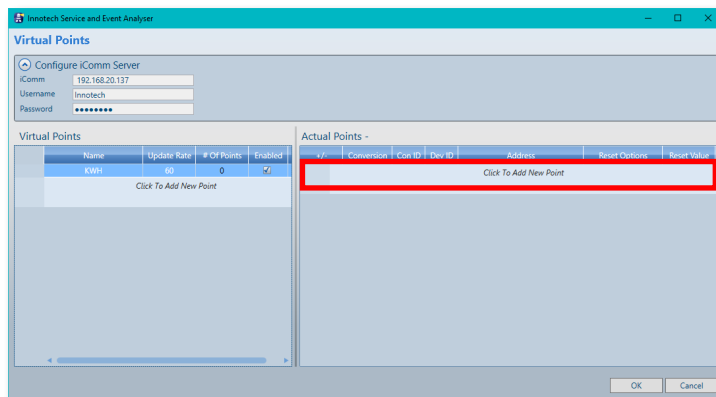 Innotech Service and Event Analyser
Virtual Points
Configure iComm Server
iComm 192.168.20.137
Username Innotech
Password ●●●●●●●●
Virtual Points
Name Update Rate # Of Points Enabled
KWH 60 0
Click To Add New Point
Actual Points -
+/- Conversion Con ID Dev ID Address Reset Options Reset Value
Click To Add New Point
OK Cancel